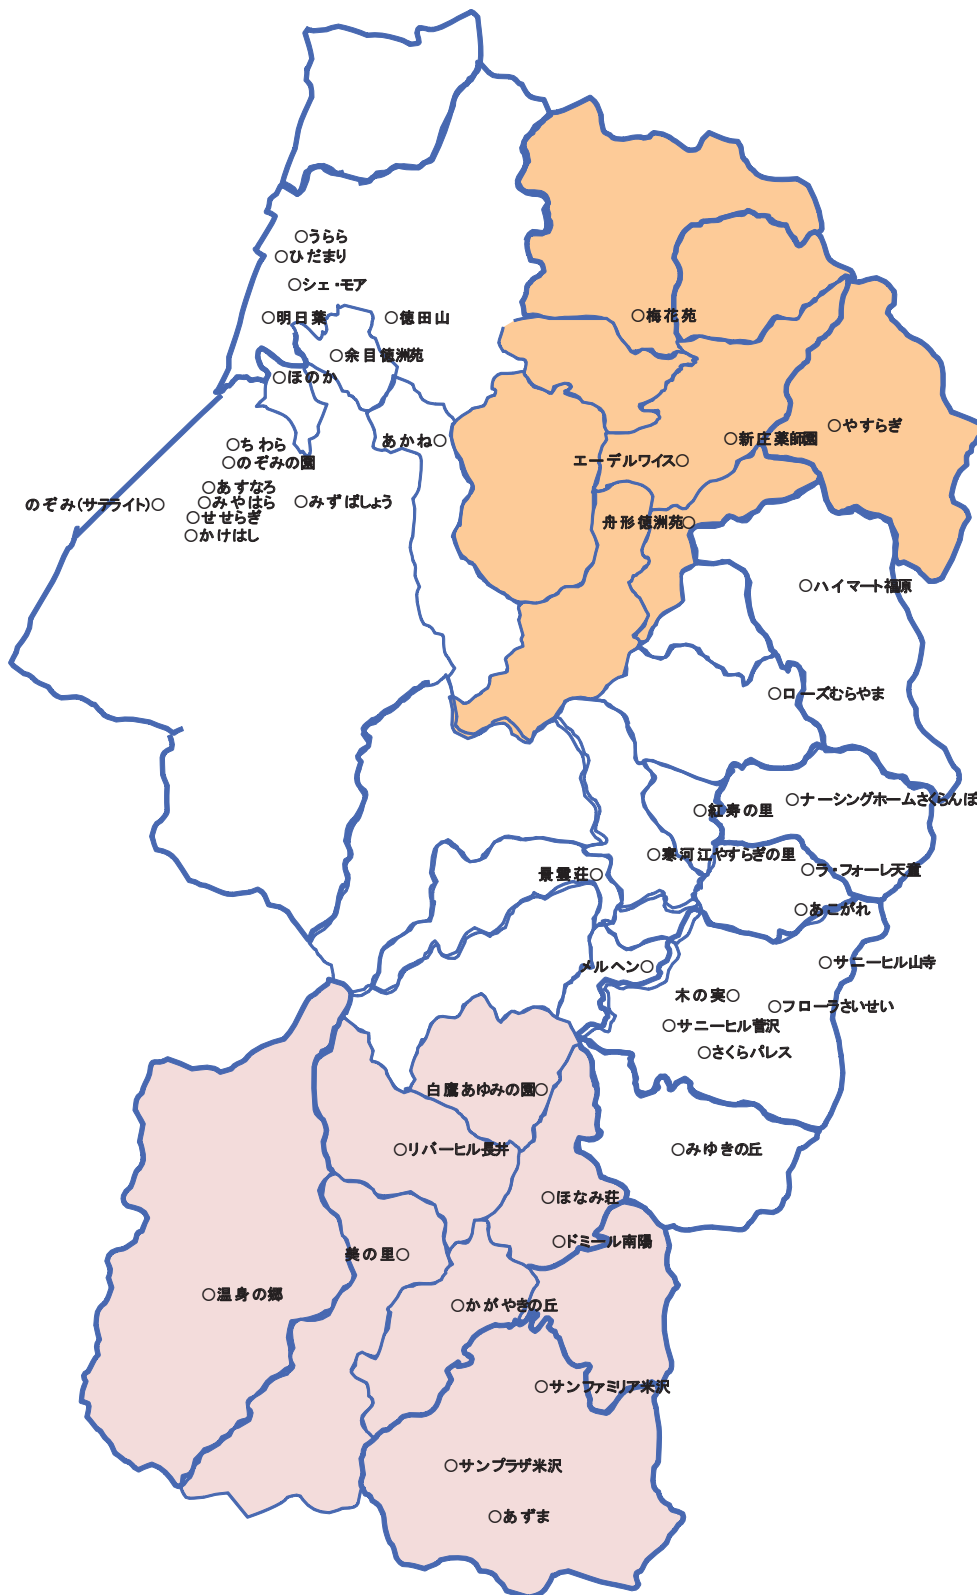 ○うらら
○ひだまり
○シェ・モア
○明日葉
○徳田山
○梅花苑
○余目徳洲苑
○ほのか
○やすらぎ
○ちわら
あかね○
○新庄薬師園
○のぞみの園
エーデルワイス○
○あすなろ
のぞみ(サテライト)○
○みやはら
○みずばしょう
○せせらぎ
舟形徳洲苑○
○かけはし
○ハイマート福原
○ローズむらやま
○ナーシングホームさくらんぼ
○紅寿の里
○寒河江やすらぎの里
○ラ・フォーレ天童
景雲荘○
○あこがれ
○サニーヒル山寺
メルヘン○
木の実○
○フローラさいせい
○サニーヒル菅沢
○さくらパレス
白鷹あゆみの園○
○リバーヒル長井
○みゆきの丘
○ほなみ荘
○ドミール南陽
美の里○
○温身の郷
○かがやきの丘
○サンファミリア米沢
○サンプラザ米沢
○あずま